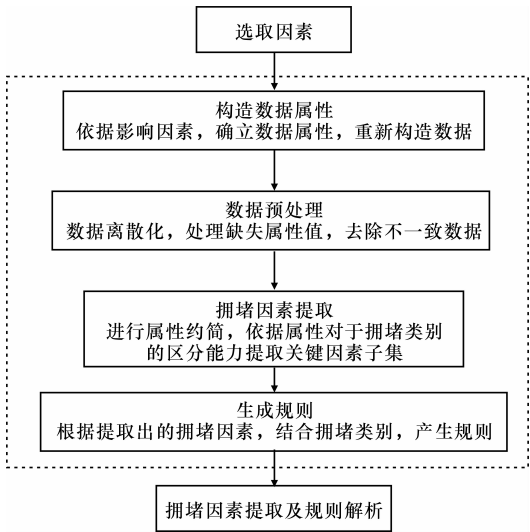 选取因素
构造数据属性
依据影响因素，确立数据属性，重新构造数据
数据预处理
数据离散化，处理缺失属性值，去除不一致数据
拥堵因素提取
进行属性约简，依据属性对于拥堵类别
的区分能力提取关键因素子集
生成规则
根据提取出的拥堵因素，结合拥堵类别，产生规则
拥堵因素提取及规则解析